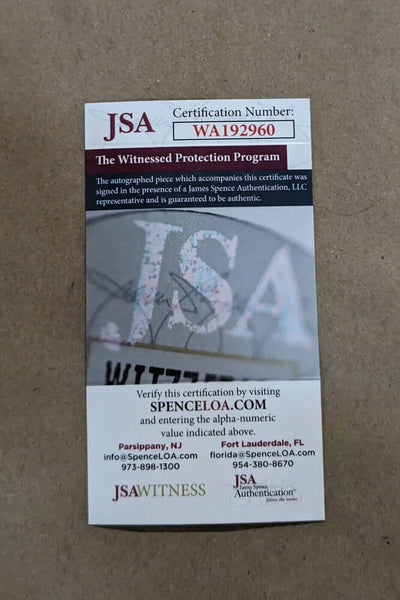 JSA
Certification Number:
WA192960
The Witnessed Protection Program
The autographed piece which accompanies this certificate was
signed in the presence of a James Spence Authentication, LLC
representative and is guaranteed to be authentic.
JSA
Verify this certification by visiting
SPENCELOA.COM
and entering the alpha-numeric
value indicated above.
Parsippany, NJ
info@SpenceLOA.com
973-898-1300
Fort Lauderdale, FL
florida@SpenceLOA.com
954-380-8670
JSAWITNESS
JSA
James Spence
Authentication
follow the leader